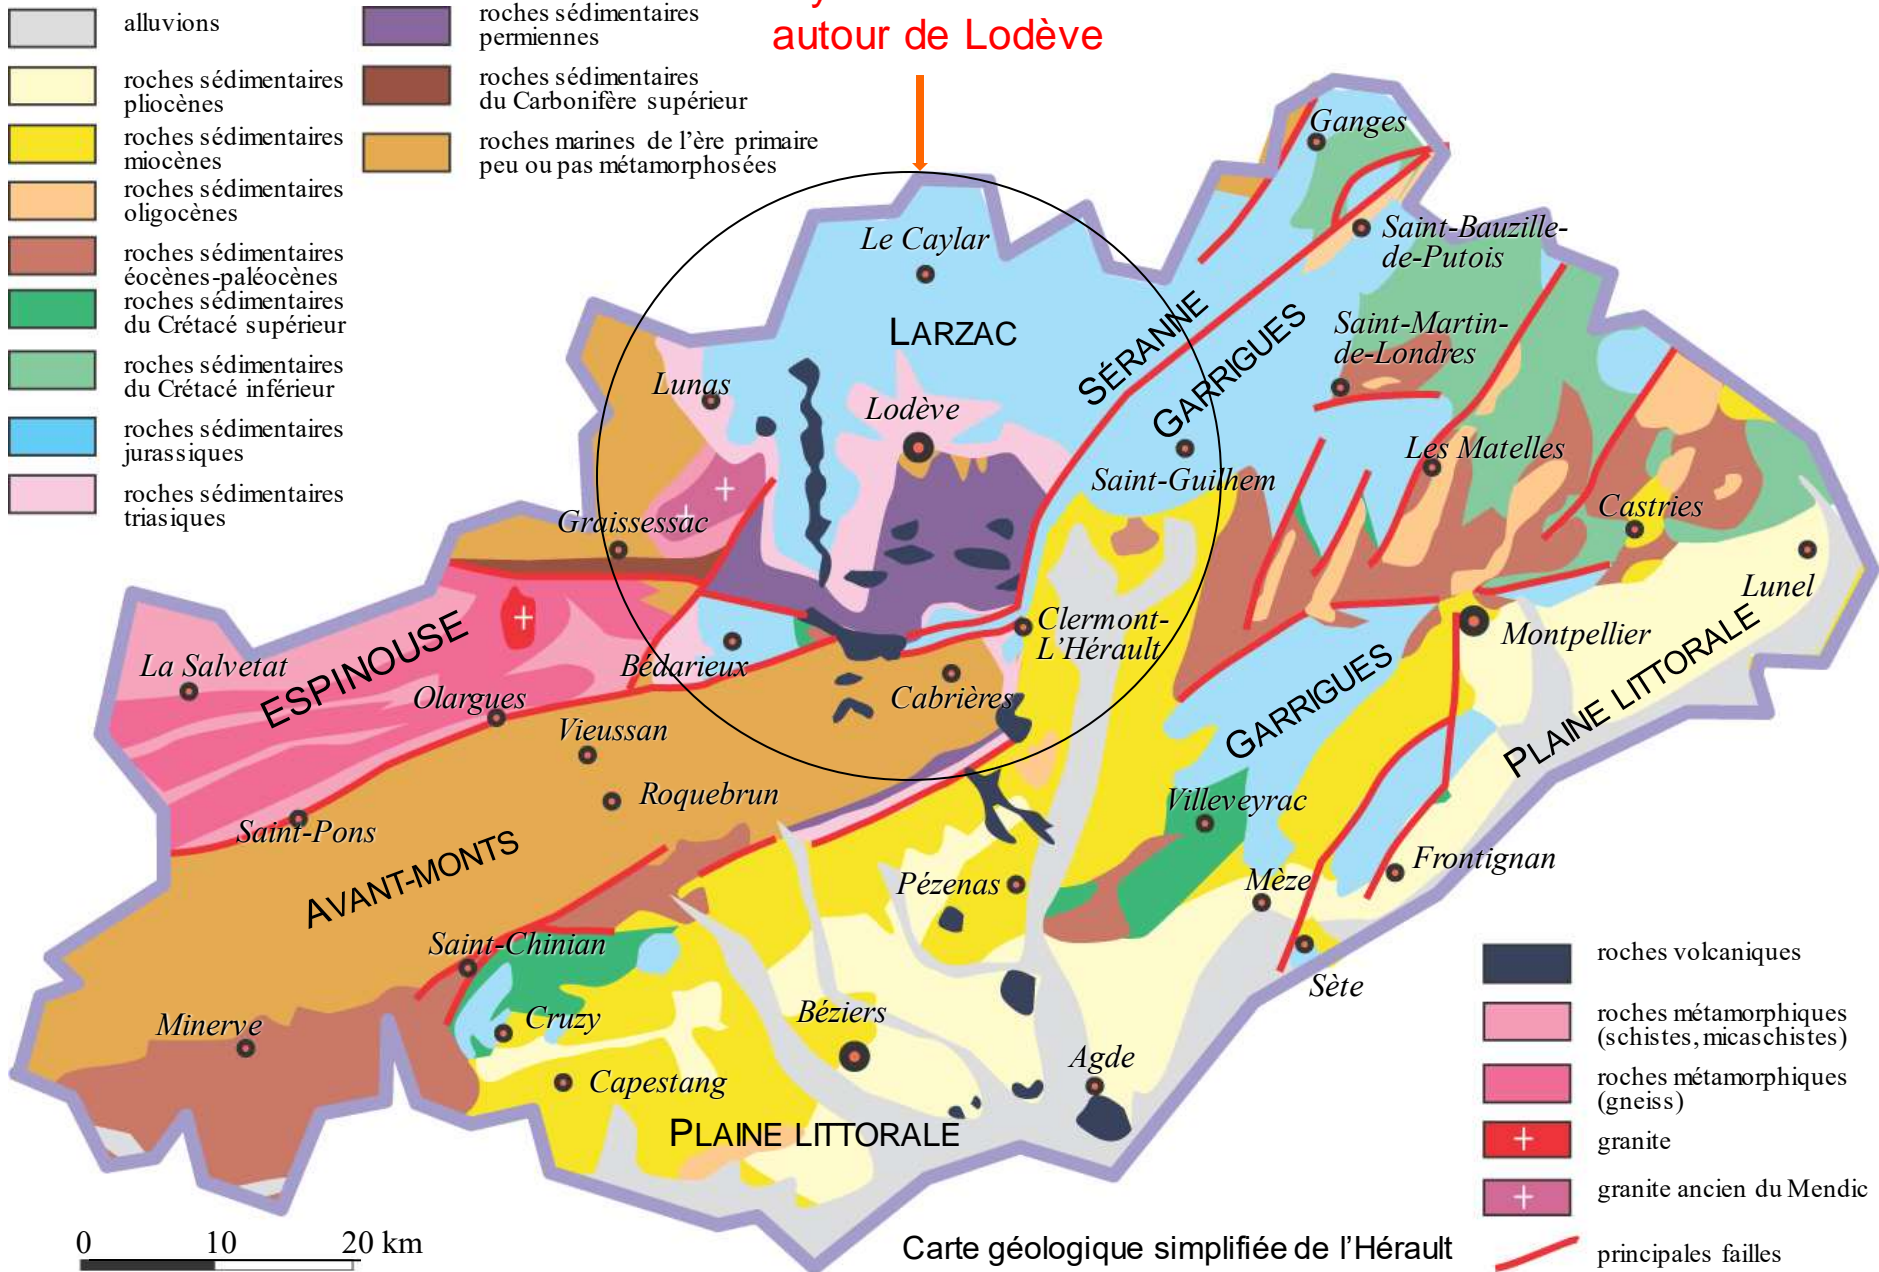 autour de Lodève
alluvions
roches sédimentaires
pliocènes
roches sédimentaires
miocènes
roches sédimentaires
oligocènes
roches sédimentaires
éocènes-paléocènes
roches sédimentaires
du Crétacé supérieur
roches sédimentaires
du Crétacé inférieur
roches sédimentaires
jurassiques
roches sédimentaires
triasiques
roches sédimentaires
permiennes
roches sédimentaires
du Carbonifère supérieur
roches marines de l’ère primaire
peu ou pas métamorphosées
Ganges
Saint-Bauzille-
de-Putois
Le Caylar
LARZAC
SÉRANNE
GARRIGUES
Saint-Martin-
de-Londres
Lunas
Lodève
Les Matelles
Saint-Guilhem
Castries
Graissessac
Lunel
Clermont-
L’Hérault
Montpellier
La Salvetat
ESPINOUSE
Bédarieux
Olargues
Cabrières
Vieussan
GARRIGUES
PLAINE LITTORALE
Roquebrun
Villeveyrac
Saint-Pons
AVANT-MONTS
Pézenas
Mèze
Frontignan
Saint-Chinian
Sète
Minerve
Cruzy
Béziers
Agde
Capestang
PLAINE LITTORALE
roches volcaniques
roches métamorphiques
(schistes, micaschistes)
roches métamorphiques
(gneiss)
granite
granite ancien du Mendic
principales failles
0 10 20 km
Carte géologique simplifiée de l’Hérault